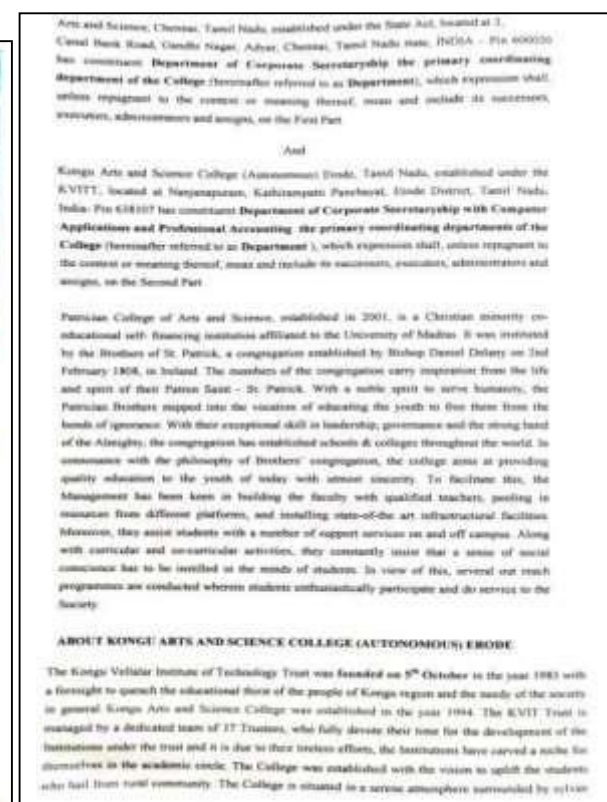 Arts and Science, Chennai, Tamil Nadu, established under the State Act, located at 3,
Canal Bank Road, Gandhi Nagar, Adyar, Chennai, Tamil Nadu state, INDIA – Pin 600020
has constituent Department of Corporate Secretaryship the primary coordinating
department of the College (hereinafter referred to as Department), which expression shall,
unless repugnant to the context or meaning thereof, mean and include its successors,
executors, administrators and assigns, on the First Part
And
Kongu Arts and Science College (Autonomous) Erode, Tamil Nadu, established under the
KVITT, located at Nanjanapuram, Kathirampatti Panchayat, Erode District, Tamil Nadu,
India- Pin 638107 has constituent Department of Corporate Secretaryship with Computer
Applications and Professional Accounting the primary coordinating departments of the
College (hereinafter referred to as Department ), which expression shall, unless repugnant to
the context or meaning thereof, mean and include its successors, executors, administrators and
assigns, on the Second Part
Patrician College of Arts and Science, established in 2001, is a Christian minority co-
educational self- financing institution affiliated to the University of Madras. It was instituted
by the Brothers of St. Patrick, a congregation established by Bishop Daniel Delany on 2nd
February 1808, in Ireland. The members of the congregation carry inspiration from the life
and spirit of their Patron Saint – St. Patrick. With a noble spirit to serve humanity, the
Patrician Brothers stepped into the vocation of educating the youth to free them from the
bonds of ignorance. With their exceptional skill in leadership, governance and the strong hand
of the Almighty, the congregation has established schools & colleges throughout the world. In
consonance with the philosophy of Brothers' congregation, the college aims at providing
quality education to the youth of today with utmost sincerity. To facilitate this, the
Management has been keen in building the faculty with qualified teachers, pooling in
resources from different platforms, and installing state-of-the art infrastructural facilities.
Moreover, they assist students with a number of support services on and off campus. Along
with curricular and co-curricular activities, they constantly insist that a sense of social
conscience has to be instilled in the minds of students. In view of this, several out reach
programmes are conducted wherein students enthusiastically participate and do service to the
Society.
ABOUT KONGU ARTS AND SCIENCE COLLEGE (AUTONOMOUS) ERODE
The Kongu Vellalar Institute of Technology Trust was founded on 5th October in the year 1983 with
a foresight to quench the educational thirst of the people of Kongu region and the needy of the society
in general. Kongu Arts and Science College was established in the year 1994. The KVIT Trust is
managed by a dedicated team of 37 Trustees, who fully devote their time for the development of the
Institutions under the trust and it is due to their tireless efforts, the Institutions have carved a niche for
themselves in the academic circle. The College was established with the vision to uplift the students
who hail from rural community. The College is situated in a serene atmosphere surrounded by sylvan